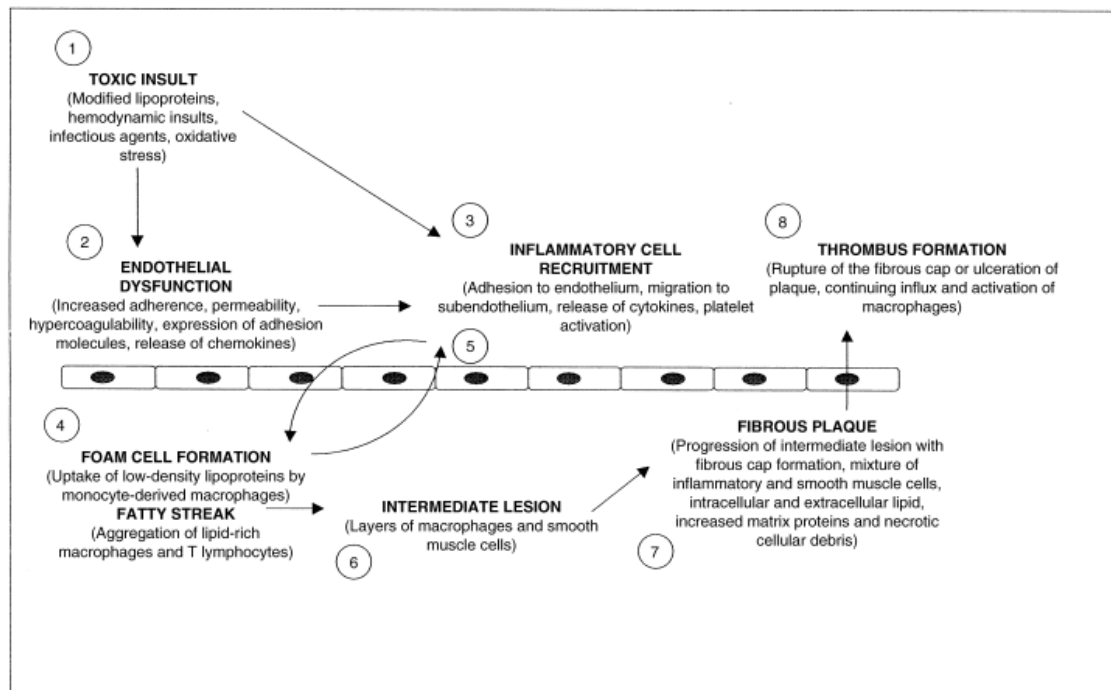 1
TOXIC INSULT
(Modified lipoproteins,
hemodynamic insults,
infectious agents, oxidative
stress)
2
ENDOTHELIAL
DYSFUNCTION
(Increased adherence, permeability,
hypercoagulability, expression of adhesion
molecules, release of chemokines)
3
INFLAMMATORY CELL
RECRUITMENT
(Adhesion to endothelium, migration to
subendothelium, release of cytokines, platelet
activation)
8
THROMBUS FORMATION
(Rupture of the fibrous cap or ulceration of
plaque, continuing influx and activation of
macrophages)
5
4
FOAM CELL FORMATION
(Uptake of low-density lipoproteins by
monocyte-derived macrophages)
FATTY STREAK
(Aggregation of lipid-rich
macrophages and T lymphocytes)
INTERMEDIATE LESION
(Layers of macrophages and smooth
muscle cells)
6
FIBROUS PLAQUE
(Progression of intermediate lesion with
fibrous cap formation, mixture of
inflammatory and smooth muscle cells,
intracellular and extracellular lipid,
increased matrix proteins and necrotic
cellular debris)
7